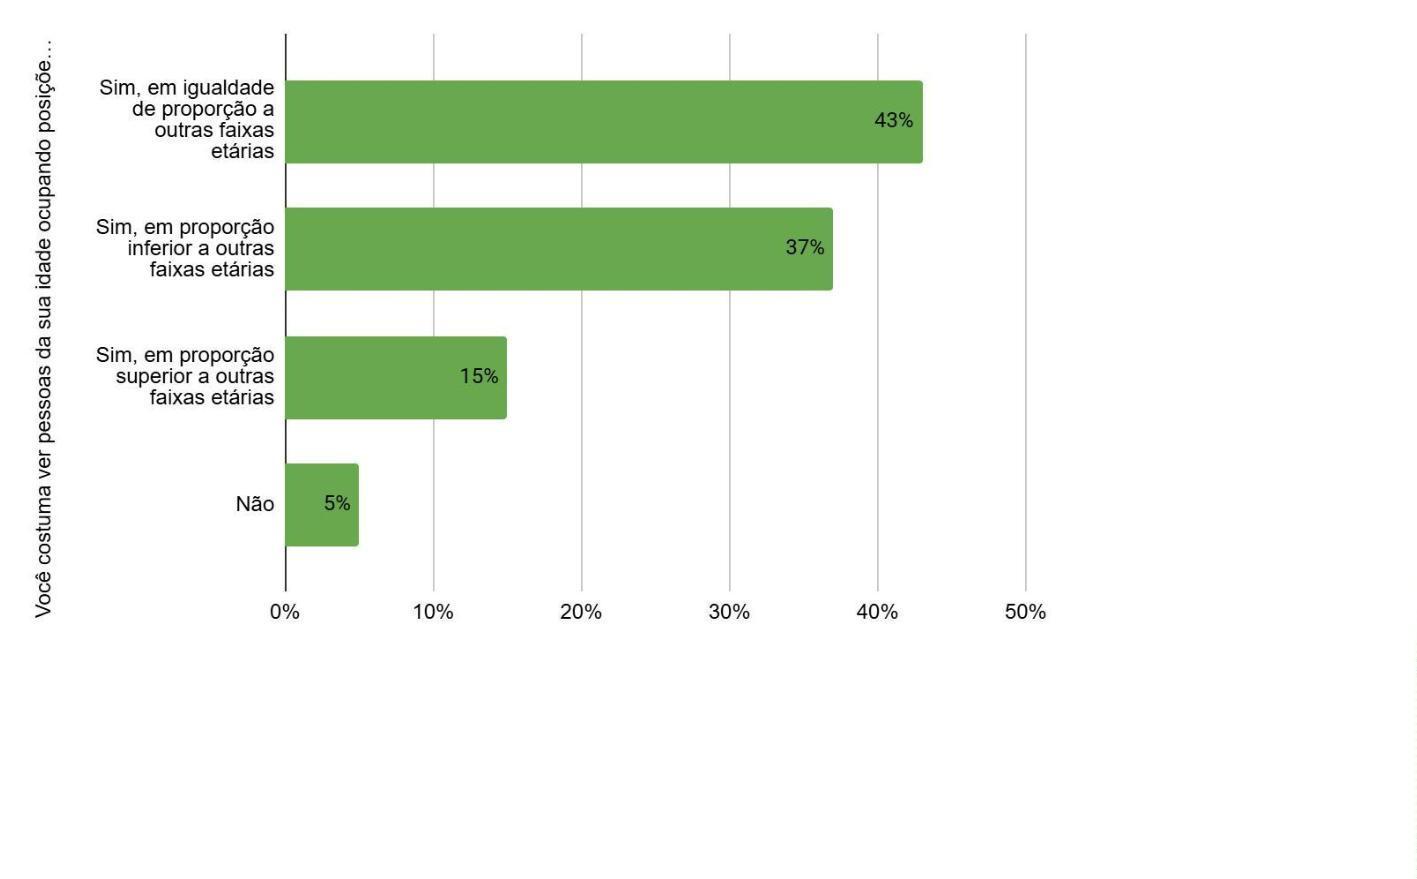 Você costuma ver pessoas da sua idade ocupando posiçõe…
Sim, em igualdade
de proporção a
outras faixas
etárias
43%
Sim, em proporção
inferior a outras
faixas etárias
37%
Sim, em proporção
superior a outras
faixas etárias
15%
Não
5%
0%
10%
20%
30%
40%
50%